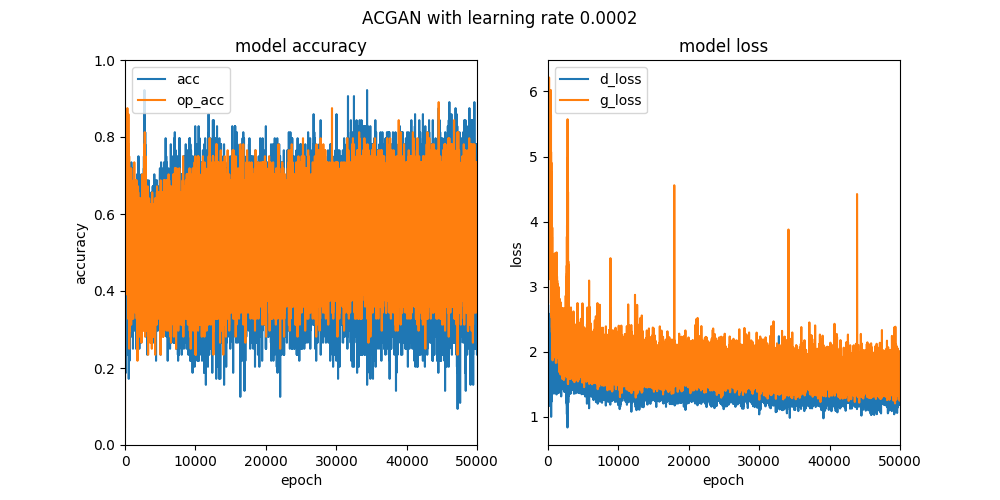 ACGAN with learning rate 0.0002
model accuracy
acc
op_acc
1.0
0.8
0.6
0.4
0.2
0.0
accuracy
0 10000 20000 30000 40000 50000
epoch
model loss
d_loss
g_loss
6
5
4
3
2
1
loss
0 10000 20000 30000 40000 50000
epoch